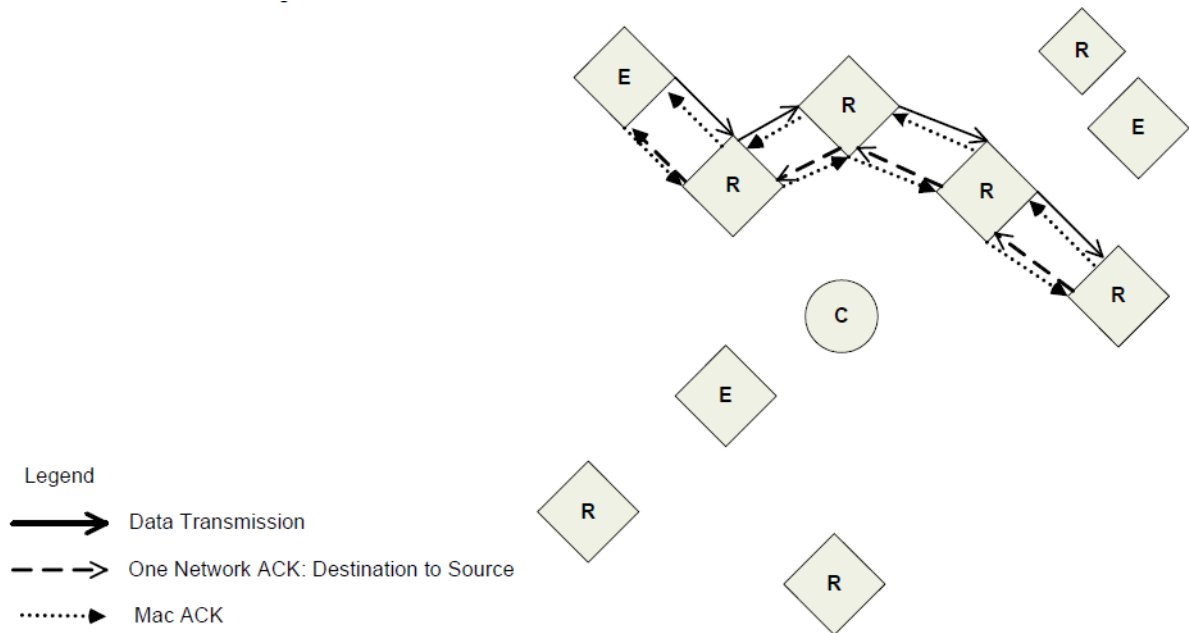 R
E
R
E
R
R
R
C
E
Legend
R
Data Transmission
One Network ACK: Destination to Source
R
Mac ACK